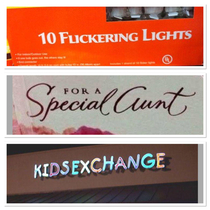 10 FLICKERING LIGHTS
FOR A
Special Aunt
KIDSEXCHANGE